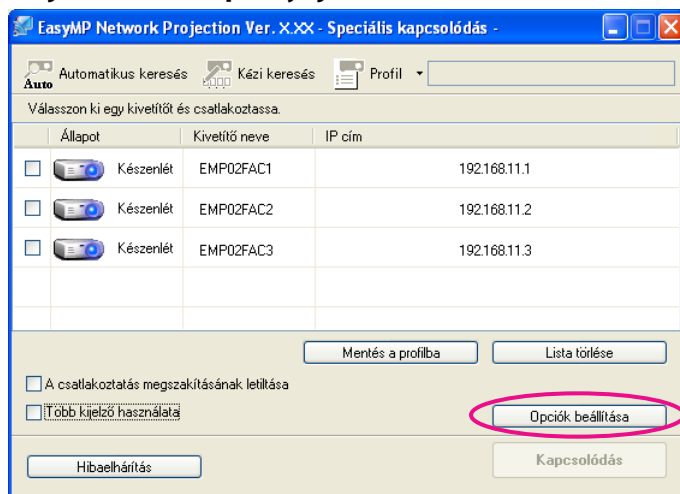 EasyMP Network Projection Ver. X.XX - Speciális kapcsolódás -
Auto Automatikus keresés Kézi keresés Profil
Válasszon ki egy kivetítőt és csatlakoztassa.
Állapot Kivetítő neve IP cím
Készenlét EMP02FAC1 192.168.11.1
Készenlét EMP02FAC2 192.168.11.2
Készenlét EMP02FAC3 192.168.11.3
Mentés a profilba Lista törlése
A csatlakoztatás megszakításának letiltása
Több kijelző használata
Opciók beállítása
Hibaelhárítás Kapcsolódás